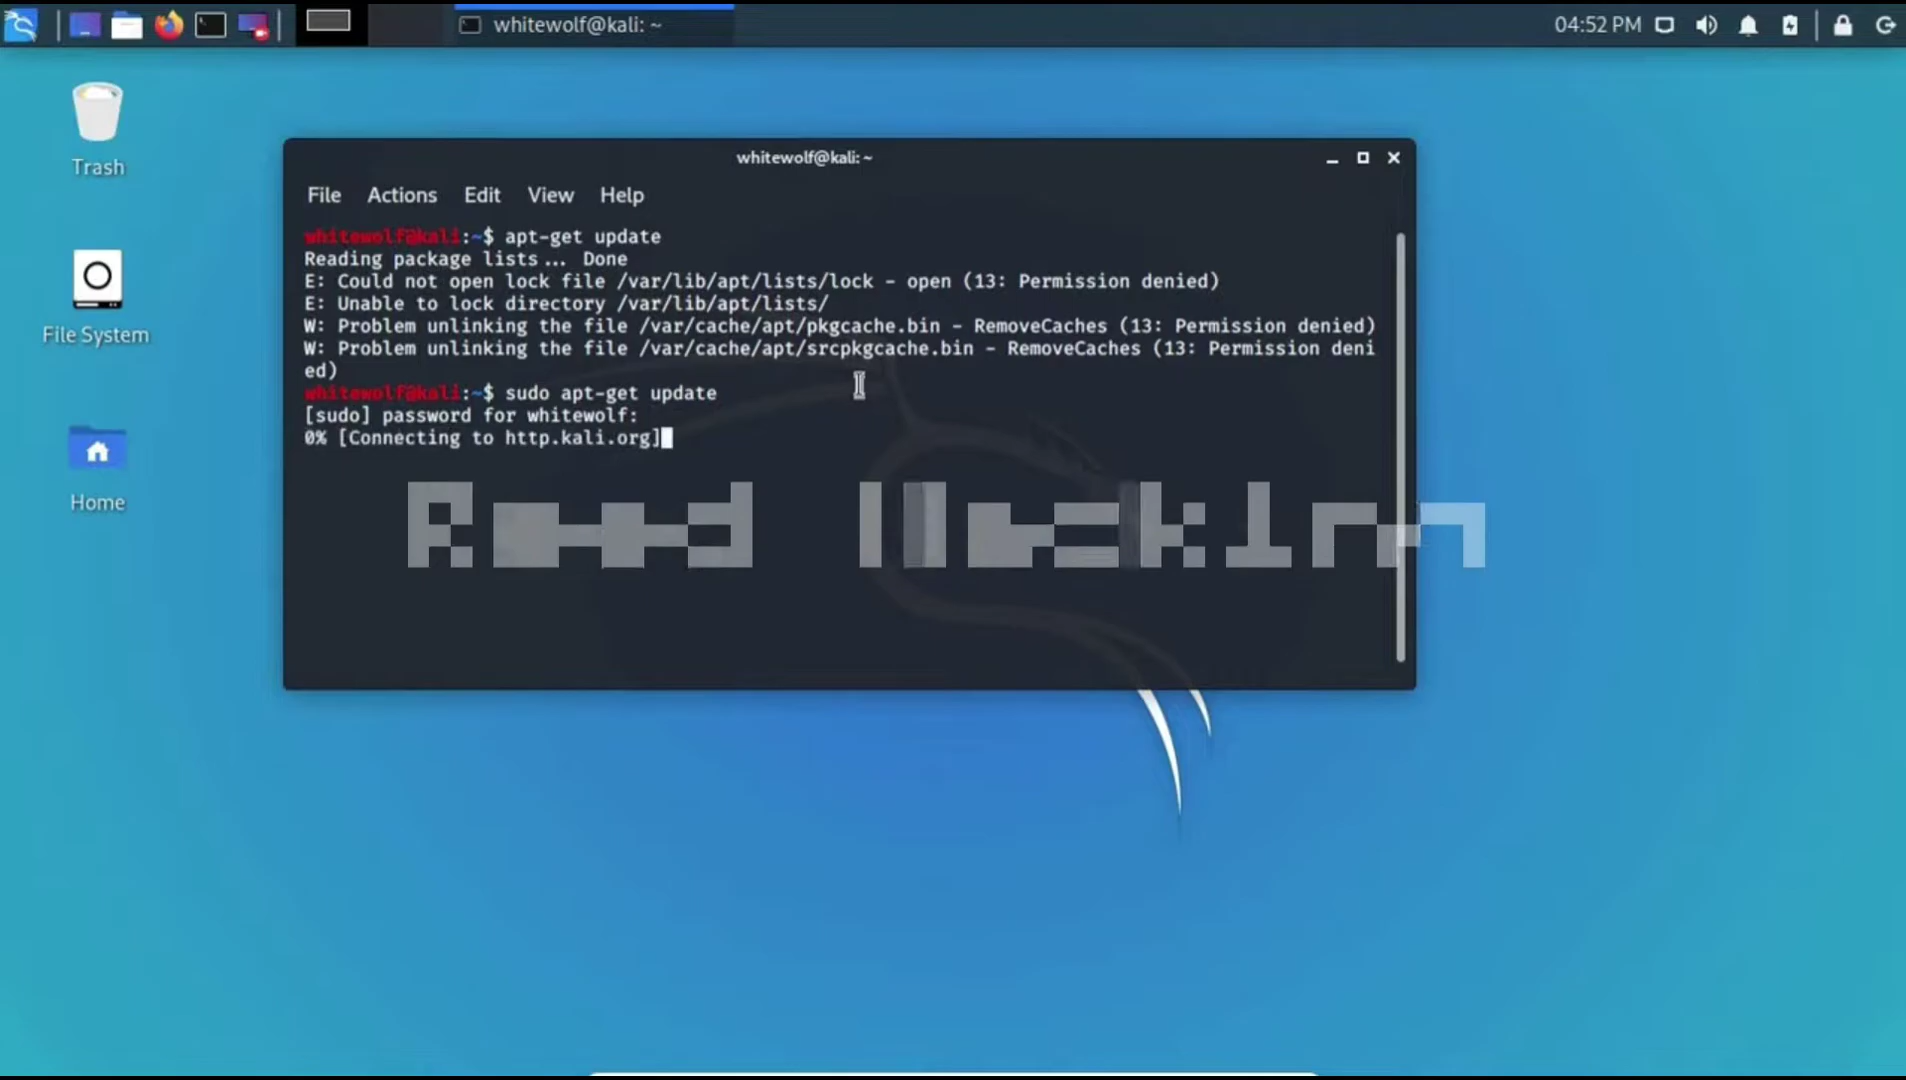 whitewolf@kali: ~
04:52 PM
Trash
File System
Home
whitewolf@kali: ~
File Actions Edit View Help
whitewolf@kali:~$ apt-get update
Reading package lists... Done
E: Could not open lock file /var/lib/apt/lists/lock - open (13: Permission denied)
E: Unable to lock directory /var/lib/apt/lists/
W: Problem unlinking the file /var/cache/apt/pkgcache.bin - RemoveCaches (13: Permission denied)
W: Problem unlinking the file /var/cache/apt/srcpkgcache.bin - RemoveCaches (13: Permission deni
ed)
whitewolf@kali:~$ sudo apt-get update
[sudo] password for whitewolf:
0% [Connecting to http.kali.org]